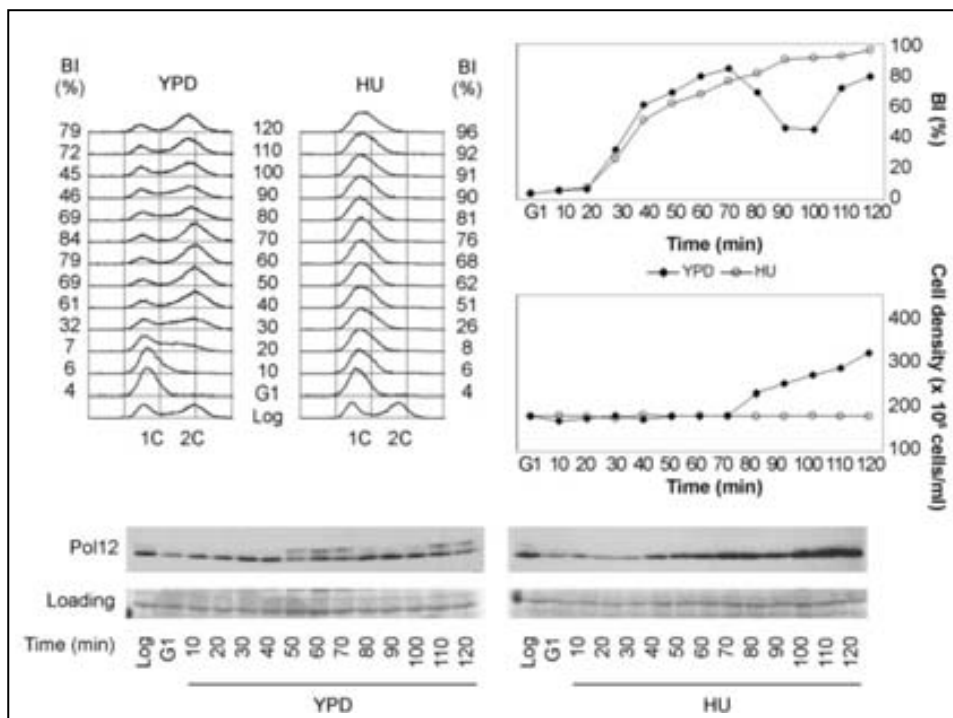 BI
(%)
YPD
HU
BI
(%)
79 120 96
72 110 92
45 100 91
46 90 90
69 80 81
84 70 76
79 60 68
69 50 62
61 40 51
32 30 26
7 20 8
6 10 6
4 G1 4
Log
1C 2C
1C 2C
100
80
60
40
20
0
BI (%)
G1 10 20 30 40 50 60 70 80 90 100 110 120
Time (min)
YPD HU
400
300
200
100
Cell density (x 10⁶ cells/ml)
G1 10 20 30 40 50 60 70 80 90 100 110 120
Time (min)
Pol12
Loading
Time (min)
Log G1 10 20 30 40 50 60 70 80 90 100 110 120
YPD
Log G1 10 20 30 40 50 60 70 80 90 100 110 120
HU